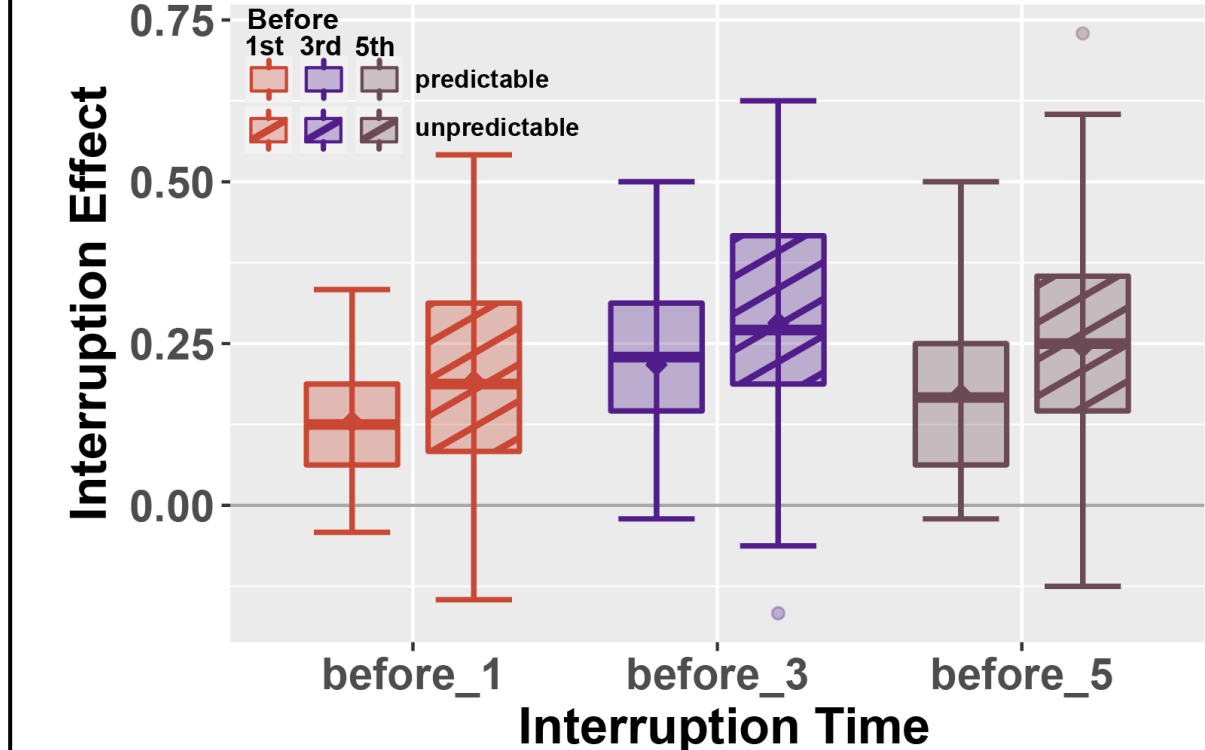 0.75
0.50
0.25
0.00
Interruption Effect
Before
1st 3rd 5th
predictable
unpredictable
before_1 before_3 before_5
Interruption Time